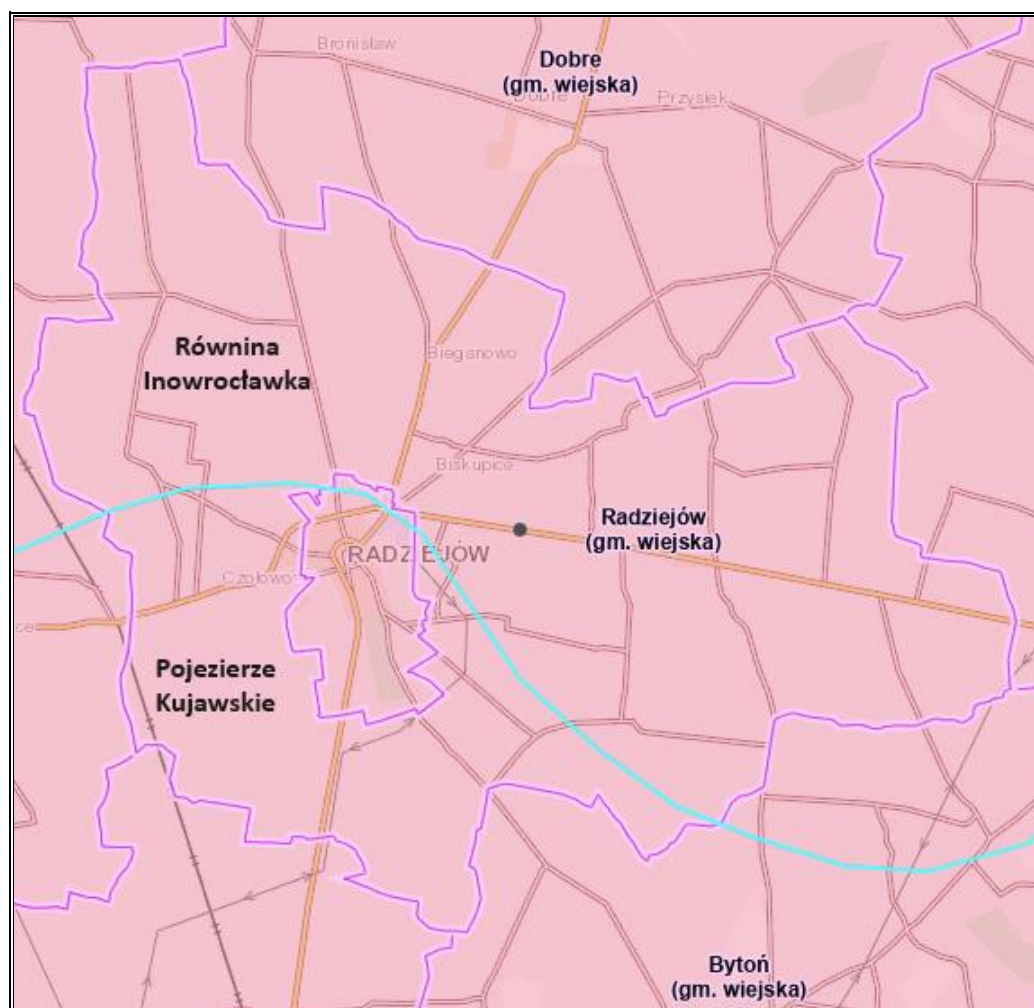 Bronisław
Dobre
(gm. wiejska)
Dobre
Przysiek
Równina
Inowrocławka
Bieganowo
Biskupice
Radziejów
(gm. wiejska)
RADZIEJÓW
Czołowo
ce
Pojezierze
Kujawskie
Bytoń
(gm. wiejska)